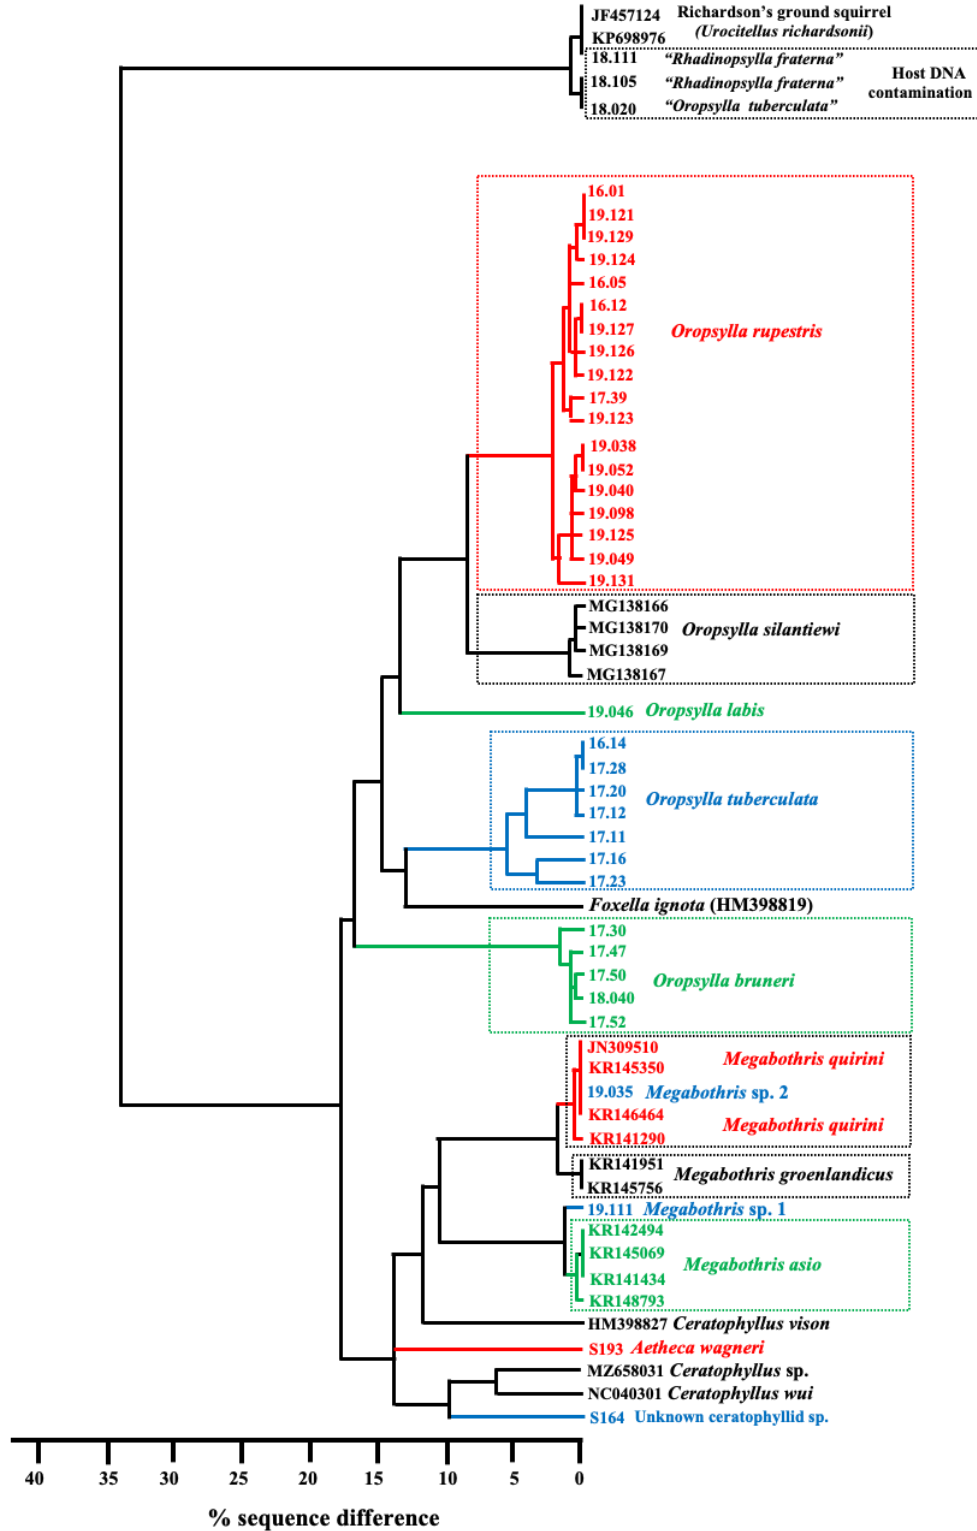 JF457124 Richardson's ground squirrel
KP698976 (Urocitellus richardsonii)
18.111 "Rhadinopsylla fraterna"
18.105 "Rhadinopsylla fraterna"
18.020 "Oropsylla tuberculata"
Host DNA
contamination
16.01
19.121
19.129
19.124
16.05
16.12
19.127
19.126
19.122
17.39
19.123
19.038
19.052
19.040
19.098
19.125
19.049
19.131
Oropsylla rupestris
MG138166
MG138170
MG138169
MG138167
Oropsylla silantiewi
19.046 Oropsylla labis
16.14
17.28
17.20
17.12
17.11
17.16
17.23
Oropsylla tuberculata
Foxella ignota (HM398819)
17.30
17.47
17.50
18.040
17.52
Oropsylla bruneri
JN309510
KR145350
Megabothris quirini
19.035 Megabothris sp. 2
KR146464
Megabothris quirini
KR141290
KR141951
KR145756
Megabothris groenlandicus
19.111 Megabothris sp. 1
KR142494
KR145069
KR141434
KR148793
Megabothris asio
HM398827 Ceratophyllus vison
S193 Aetheca wagneri
MZ658031 Ceratophyllus sp.
NC040301 Ceratophyllus wui
S164 Unknown ceratophyllid sp.
40 35 30 25 20 15 10 5 0
% sequence difference